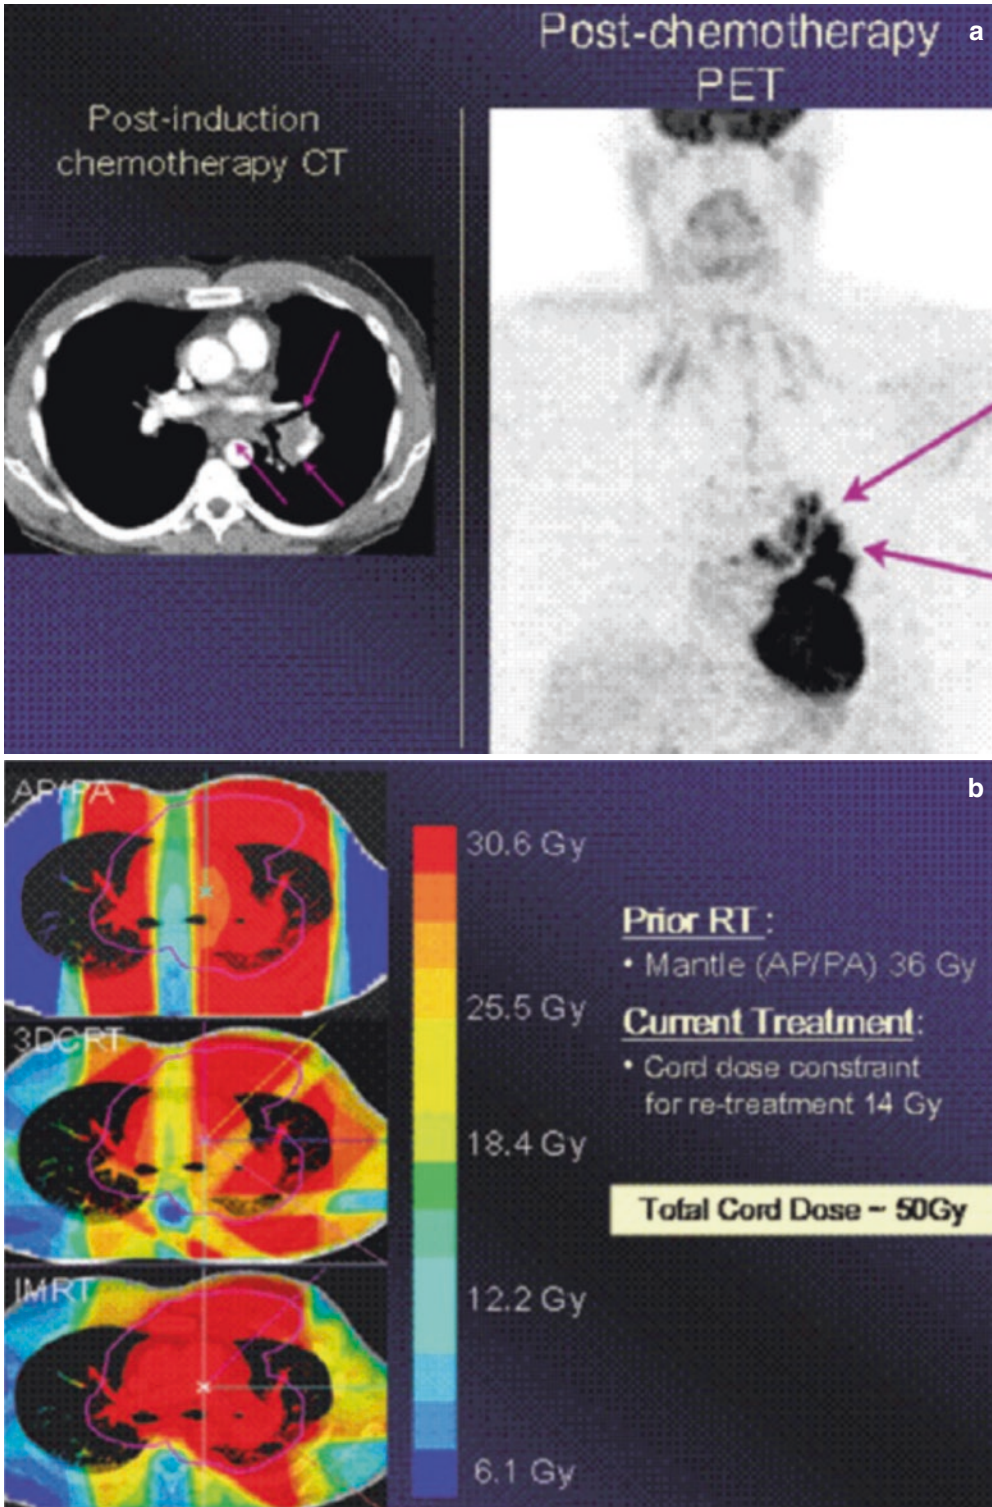 a
Post-chemotherapy
PET
Post-induction
chemotherapy CT
b
AP/PA
3DCRT
IMRT
30.6 Gy
25.5 Gy
18.4 Gy
12.2 Gy
6.1 Gy
Prior RT :
• Mantle (AP/PA) 36 Gy
Current Treatment:
• Cord dose constraint
for re-treatment 14 Gy
Total Cord Dose ~ 50Gy